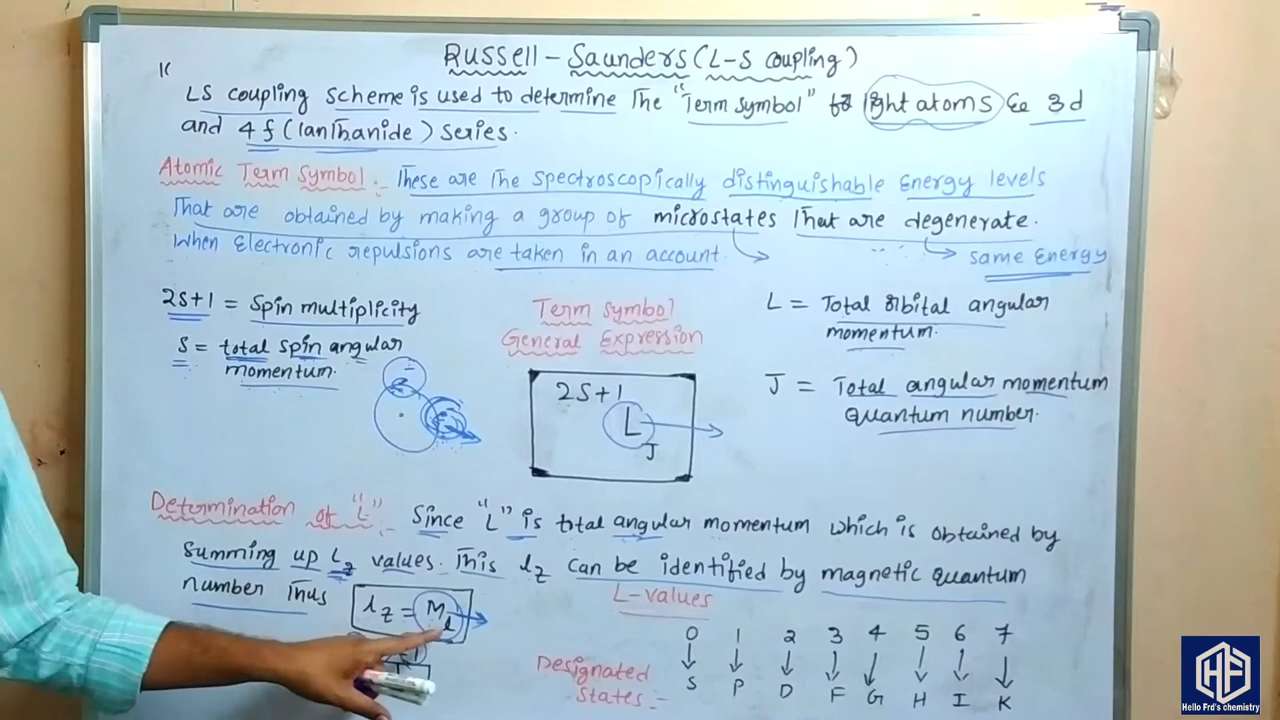 Russell - Saunders (L-S coupling)
LS coupling scheme is used to determine The "Term symbol" for light atoms i.e 3d
and 4f (lanthanide) series.
Atomic Term Symbol :- These are the spectroscopically distinguishable energy levels
That are obtained by making a group of microstates That are degenerate.
When Electronic repulsions are taken in an account.
same Energy
2S+1 = Spin multiplicity
S = total spin angular
momentum.
Term Symbol
General Expression
2S+1
L
J
L = Total orbital angular
momentum.
J = Total angular momentum
Quantum number.
Determination of "L" :- Since "L" is total angular momentum which is obtained by
Summing up Lz values. This lz can be identified by magnetic quantum
number Thus
lz = Ml
L-values
0 1 2 3 4 5 6 7
Designated
States :-
S P D F G H I K
HF
Hello Frd's chemistry